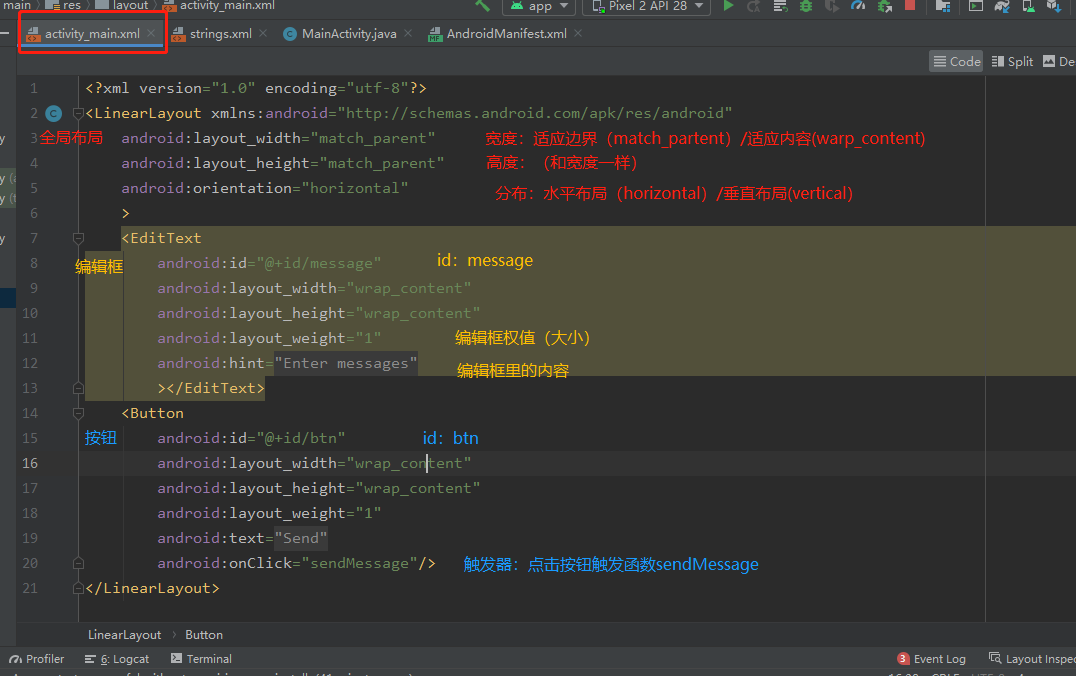 main res layout activity_main.xml app Pixel 2 API 28
activity_main.xml strings.xml MainActivity.java AndroidManifest.xml
Code Split De
1 <?xml version="1.0" encoding="utf-8"?>
2 <LinearLayout xmlns:android="http://schemas.android.com/apk/res/android"
3 全局布局 android:layout_width="match_parent" 宽度：适应边界（match_partent）/适应内容(warp_content)
4 android:layout_height="match_parent" 高度：（和宽度一样）
5 android:orientation="horizontal" 分布：水平布局（horizontal）/垂直布局(vertical)
6 >
7 <EditText
8 编辑框 android:id="@+id/message" id：message
9 android:layout_width="wrap_content"
10 android:layout_height="wrap_content"
11 android:layout_weight="1" 编辑框权值（大小）
12 android:hint="Enter messages" 编辑框里的内容
13 ></EditText>
14 <Button
15 按钮 android:id="@+id/btn" id：btn
16 android:layout_width="wrap_content"
17 android:layout_height="wrap_content"
18 android:layout_weight="1"
19 android:text="Send"
20 android:onClick="sendMessage"/> 触发器：点击按钮触发函数sendMessage
21 </LinearLayout>
LinearLayout › Button
Profiler 6: Logcat Terminal 3 Event Log Layout Inspec